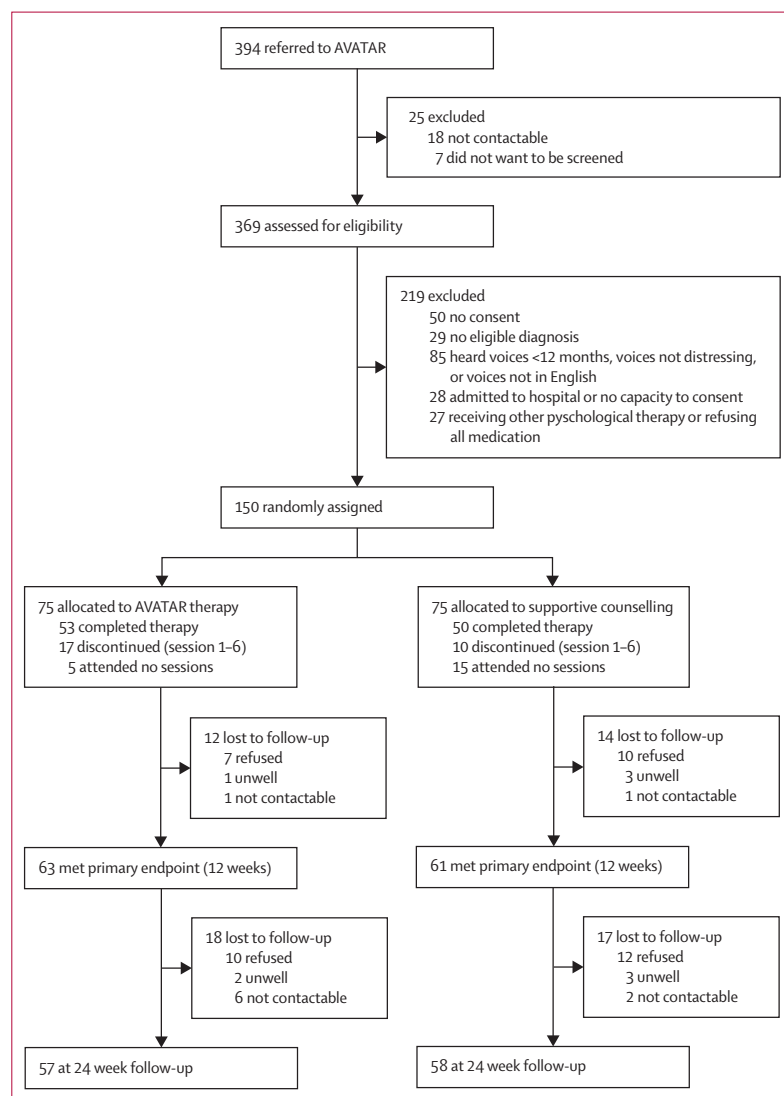 394 referred to AVATAR
25 excluded
18 not contactable
7 did not want to be screened
369 assessed for eligibility
219 excluded
50 no consent
29 no eligible diagnosis
85 heard voices <12 months, voices not distressing,
or voices not in English
28 admitted to hospital or no capacity to consent
27 receiving other pyschological therapy or refusing
all medication
150 randomly assigned
75 allocated to AVATAR therapy
53 completed therapy
17 discontinued (session 1–6)
5 attended no sessions
75 allocated to supportive counselling
50 completed therapy
10 discontinued (session 1–6)
15 attended no sessions
12 lost to follow-up
7 refused
1 unwell
1 not contactable
14 lost to follow-up
10 refused
3 unwell
1 not contactable
63 met primary endpoint (12 weeks)
61 met primary endpoint (12 weeks)
18 lost to follow-up
10 refused
2 unwell
6 not contactable
17 lost to follow-up
12 refused
3 unwell
2 not contactable
57 at 24 week follow-up
58 at 24 week follow-up